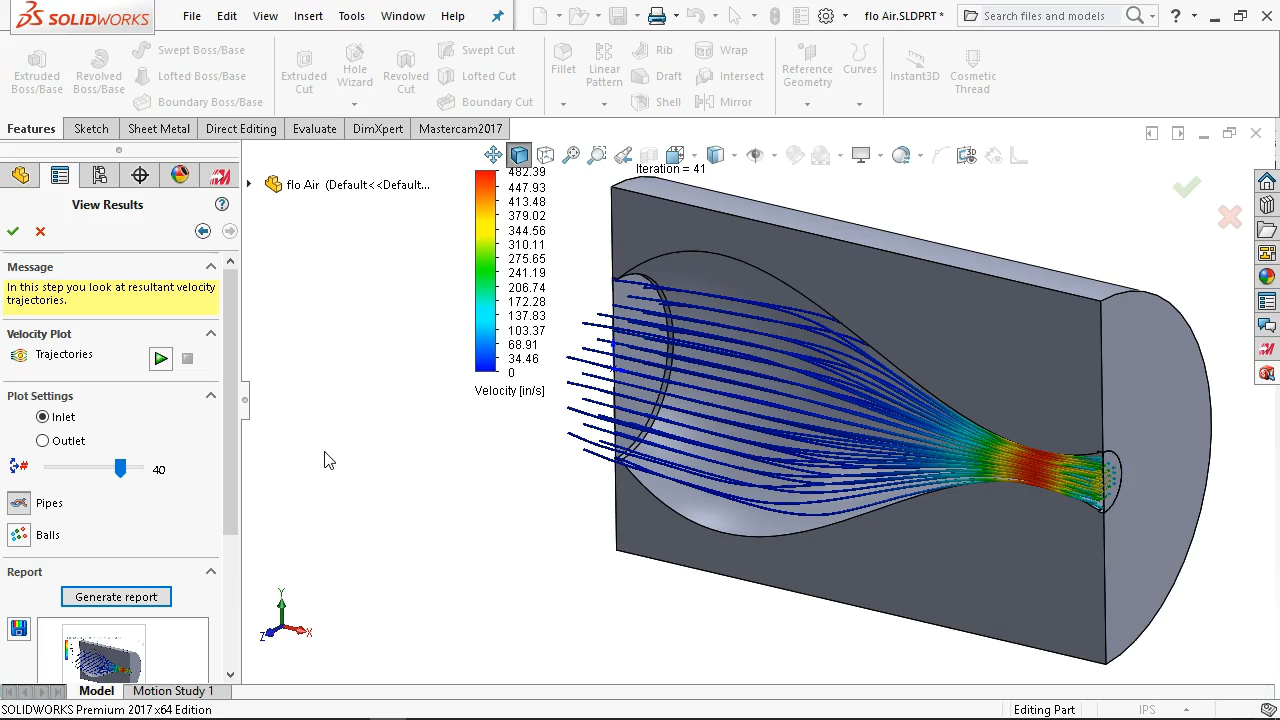 SOLIDWORKS
File Edit View Insert Tools Window Help
flo Air.SLDPRT *
Search files and models
Extruded Boss/Base
Revolved Boss/Base
Swept Boss/Base
Lofted Boss/Base
Boundary Boss/Base
Extruded Cut
Hole Wizard
Revolved Cut
Swept Cut
Lofted Cut
Boundary Cut
Fillet
Linear Pattern
Rib
Draft
Shell
Wrap
Intersect
Mirror
Reference Geometry
Curves
Instant3D
Cosmetic Thread
Features Sketch Sheet Metal Direct Editing Evaluate DimXpert Mastercam2017
flo Air (Default<<Default...
View Results
Message
In this step you look at resultant velocity
trajectories.
Velocity Plot
Trajectories
Plot Settings
Inlet
Outlet
40
Pipes
Balls
Report
Generate report
Iteration = 41
482.39
447.93
413.48
379.02
344.56
310.11
275.65
241.19
206.74
172.28
137.83
103.37
68.91
34.46
0
Velocity [in/s]
Y
Z
X
Model Motion Study 1
SOLIDWORKS Premium 2017 x64 Edition
Editing Part
IPS